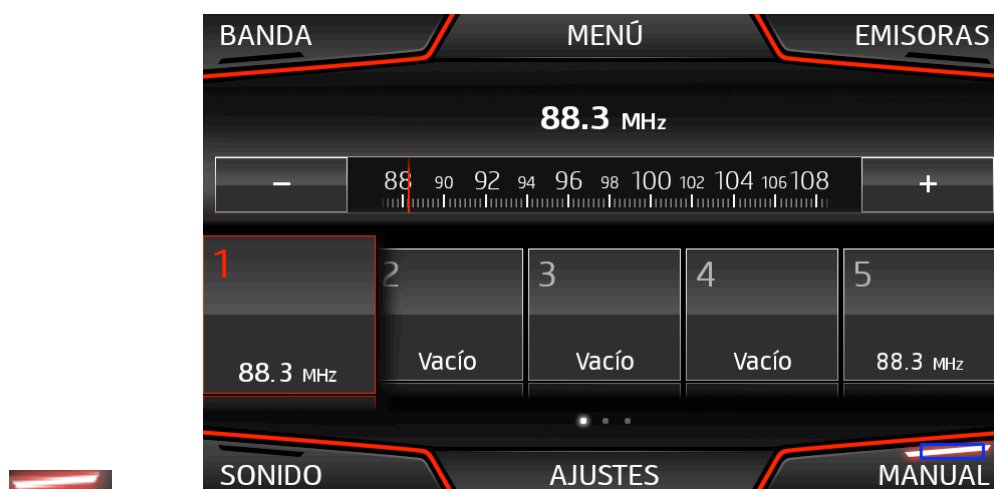 BANDA MENÚ EMISORAS
88.3 MHz
− 88 90 92 94 96 98 100 102 104 106 108 +
1 2 3 4 5
88.3 MHz Vacío Vacío Vacío 88.3 MHz
SONIDO AJUSTES MANUAL